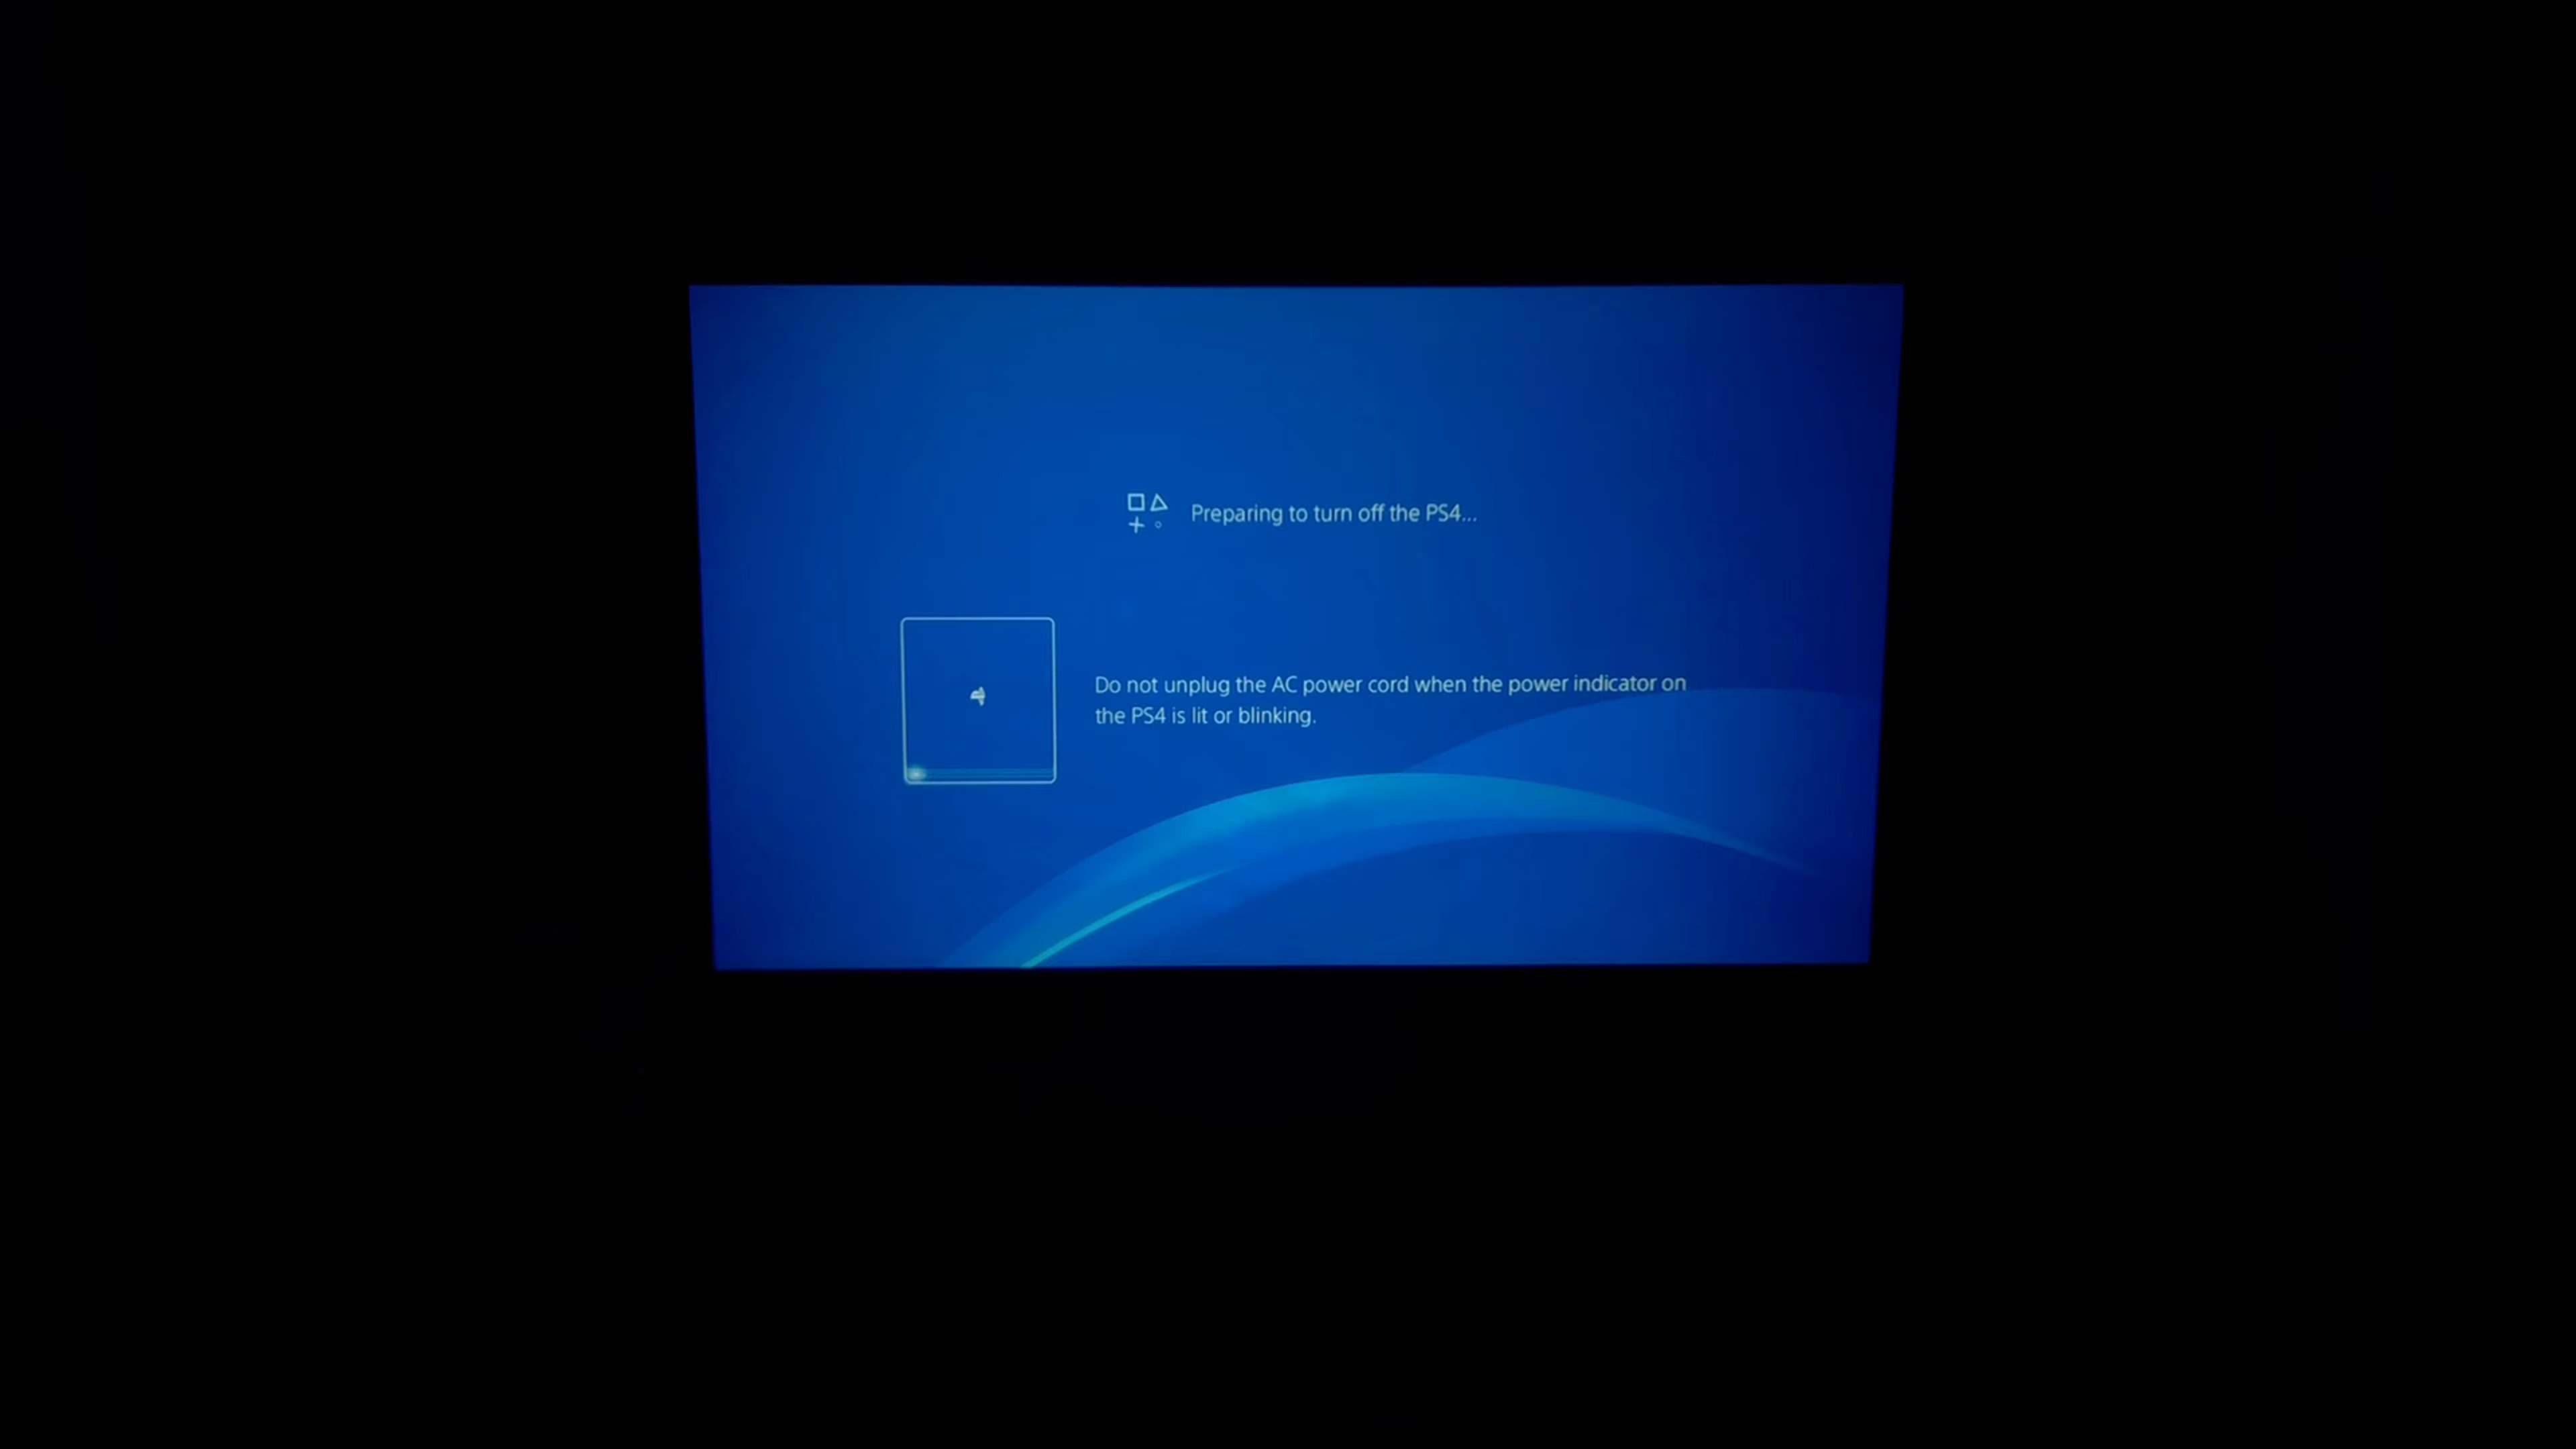 Preparing to turn off the PS4...
Do not unplug the AC power cord when the power indicator on
the PS4 is lit or blinking.